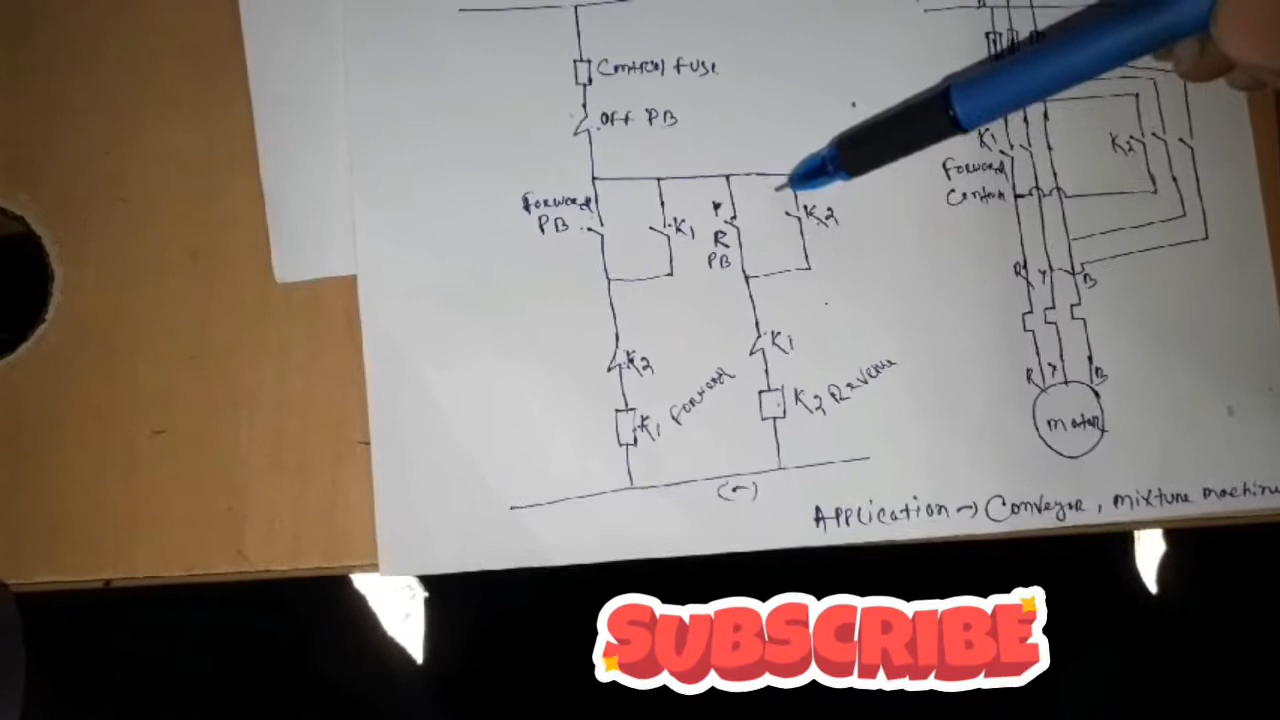 Control fuse
off PB
Forward
PB
K1
R
PB
K2
K2
K1
K1 Forward
K2 Reverse
(-)
K1
Forward
Contact
K2
R Y B
R Y B
motor
Application → Conveyor, mixture machine
SUBSCRIBE